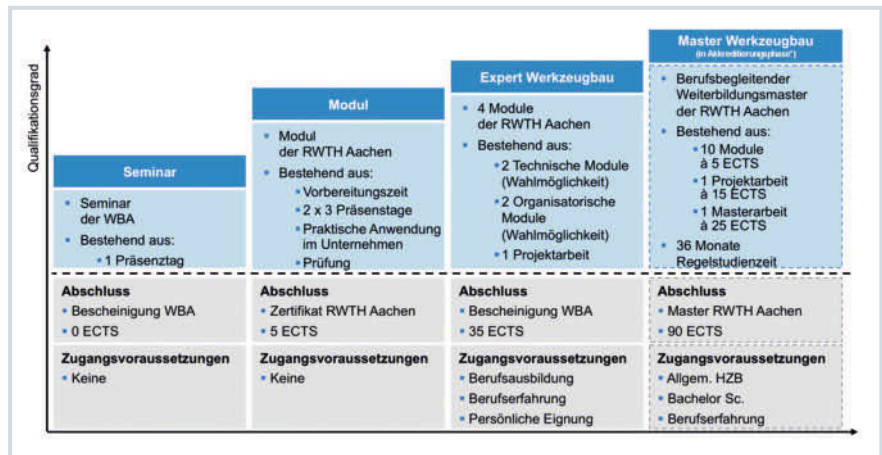 Qualifikationsgrad
Seminar
Seminar
der WBA
Bestehend aus:
1 Präsenztag
Abschluss
Bescheinigung WBA
0 ECTS
Zugangsvoraussetzungen
Keine
Modul
Modul
der RWTH Aachen
Bestehend aus:
Vorbereitungszeit
2 x 3 Präsenstage
Praktische Anwendung
im Unternehmen
Prüfung
Abschluss
Zertifikat RWTH Aachen
5 ECTS
Zugangsvoraussetzungen
Keine
Expert Werkzeugbau
4 Module
der RWTH Aachen
Bestehend aus:
2 Technische Module
(Wahlmöglichkeit)
2 Organisatorische
Module
(Wahlmöglichkeit)
1 Projektarbeit
Abschluss
Bescheinigung WBA
35 ECTS
Zugangsvoraussetzungen
Berufsausbildung
Berufserfahrung
Persönliche Eignung
Master Werkzeugbau
(in Akkreditierungsphase*)
Berufsbegleitender
Weiterbildungsmaster
der RWTH Aachen
Bestehend aus:
10 Module
à 5 ECTS
1 Projektarbeit
à 15 ECTS
1 Masterarbeit
à 25 ECTS
36 Monate
Regelstudienzeit
Abschluss
Master RWTH Aachen
90 ECTS
Zugangsvoraussetzungen
Allgem. HZB
Bachelor Sc.
Berufserfahrung